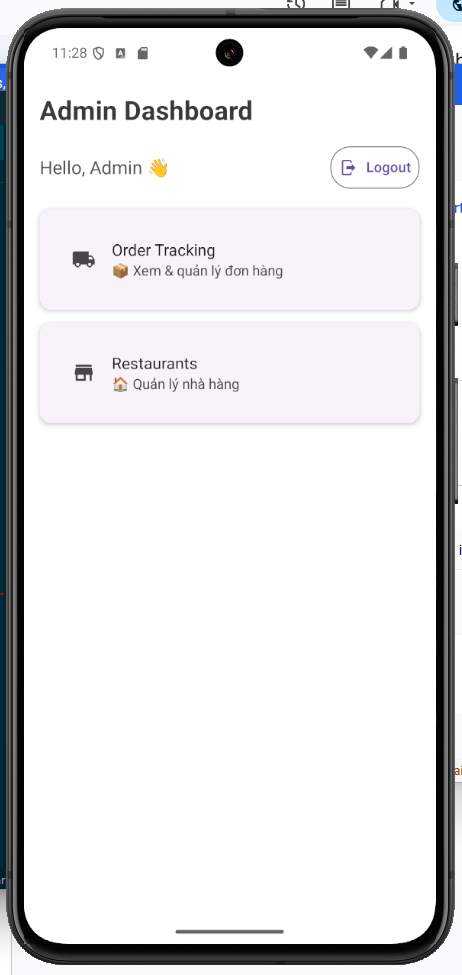 11:28
Admin Dashboard
Hello, Admin 👋
Logout
Order Tracking
📦 Xem & quản lý đơn hàng
Restaurants
🏠 Quản lý nhà hàng